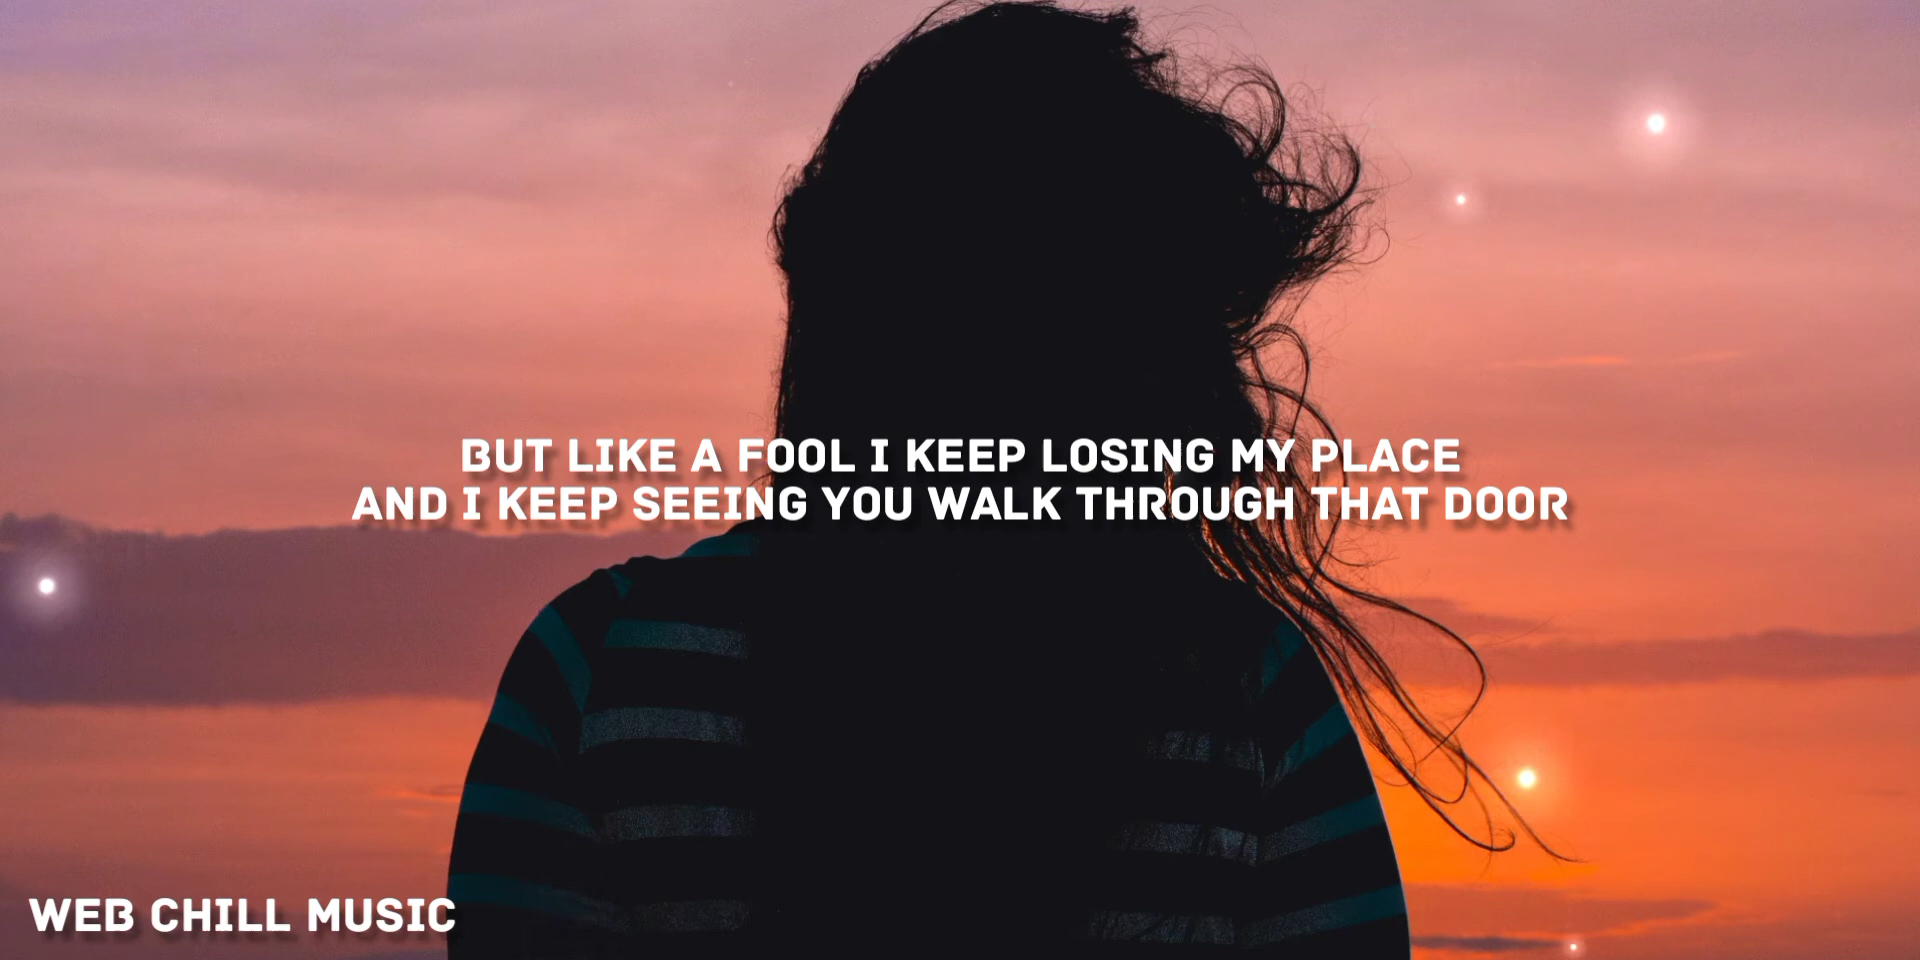 BUT LIKE A FOOL I KEEP LOSING MY PLACE
AND I KEEP SEEING YOU WALK THROUGH THAT DOOR
WEB CHILL MUSIC